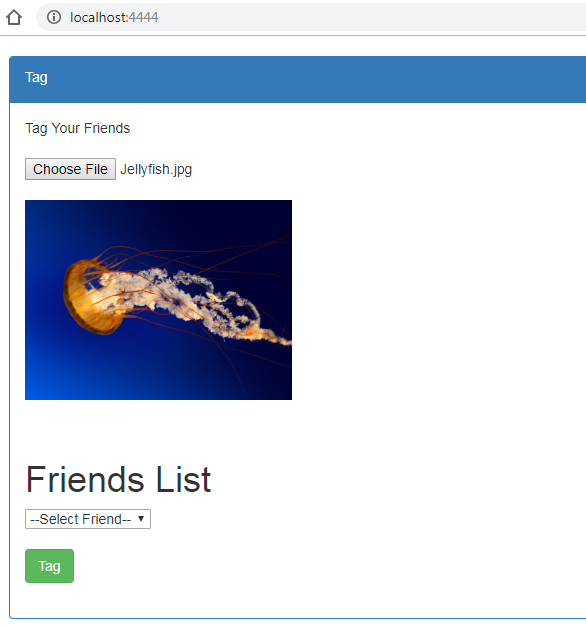 localhost:4444
Tag
Tag Your Friends
Choose File Jellyfish.jpg
Friends List
--Select Friend--
Tag